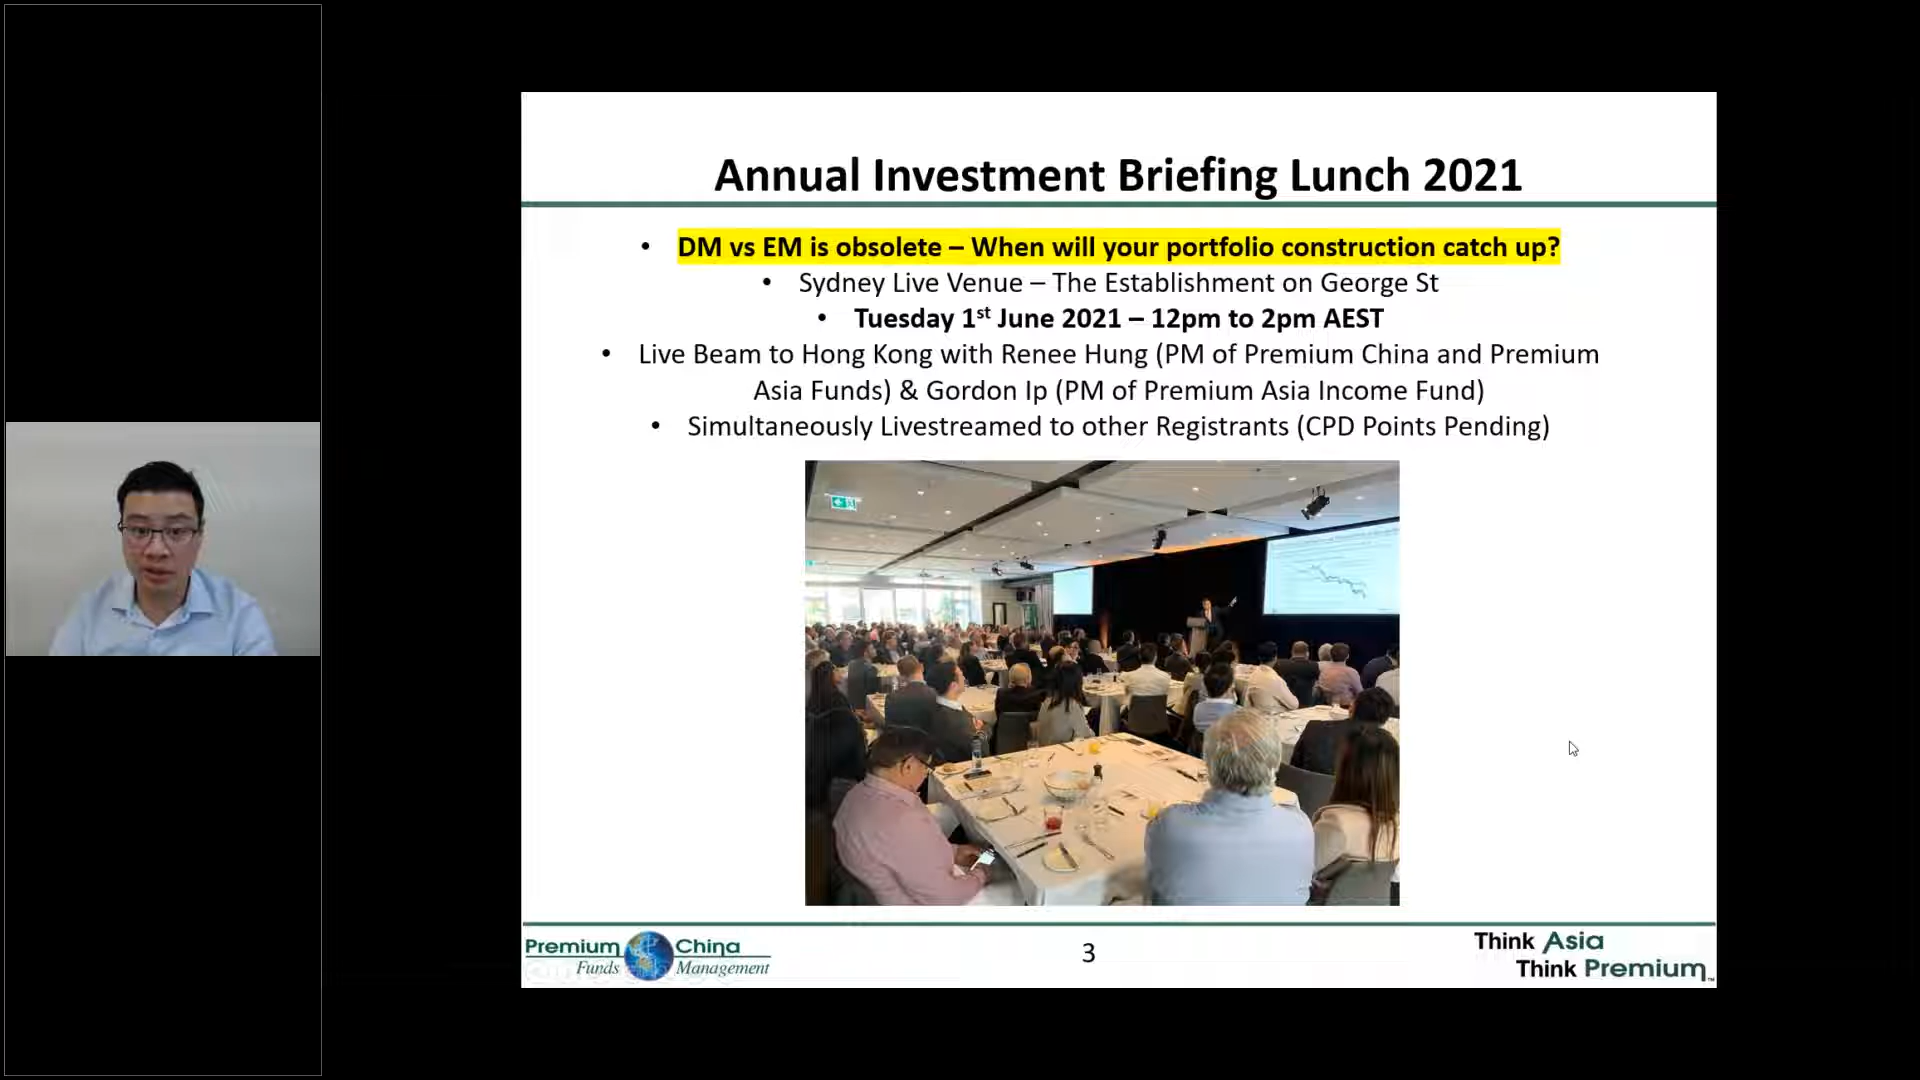 Annual Investment Briefing Lunch 2021
• DM vs EM is obsolete – When will your portfolio construction catch up?
• Sydney Live Venue – The Establishment on George St
• Tuesday 1st June 2021 – 12pm to 2pm AEST
• Live Beam to Hong Kong with Renee Hung (PM of Premium China and Premium
Asia Funds) & Gordon Ip (PM of Premium Asia Income Fund)
• Simultaneously Livestreamed to other Registrants (CPD Points Pending)
Premium China
Funds Management
3
Think Asia
Think Premium™